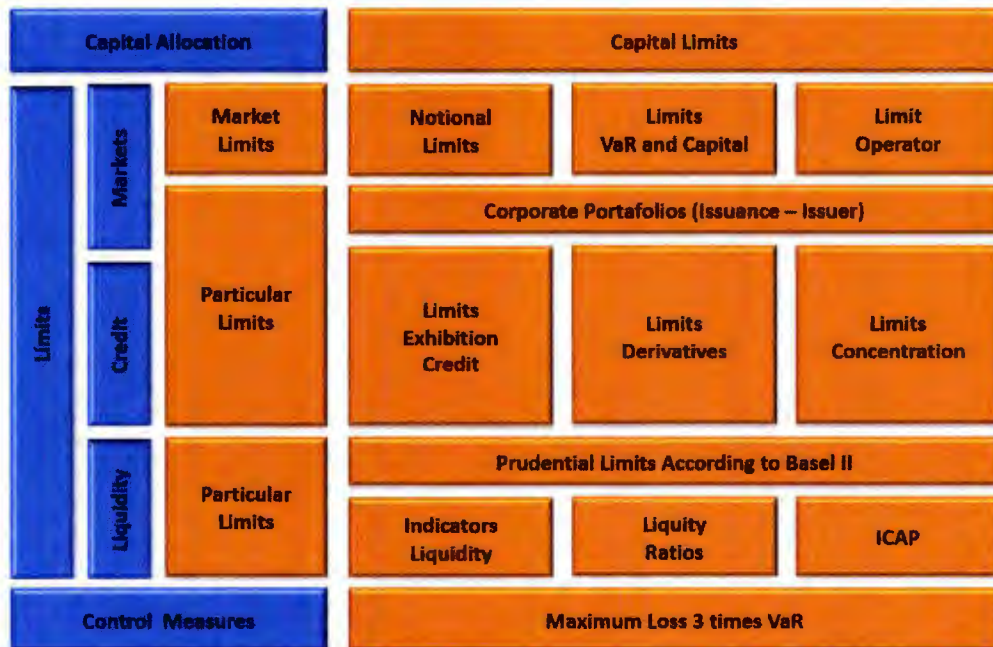 Capital Allocation
Capital Limits
Limits
Markets
Market
Limits
Notional
Limits
Limits
VaR and Capital
Limit
Operator
Corporate Portafolios (Issuance – Issuer)
Credit
Particular
Limits
Limits
Exhibition
Credit
Limits
Derivatives
Limits
Concentration
Liquidity
Particular
Limits
Prudential Limits According to Basel II
Indicators
Liquidity
Liquity
Ratios
ICAP
Control Measures
Maximum Loss 3 times VaR